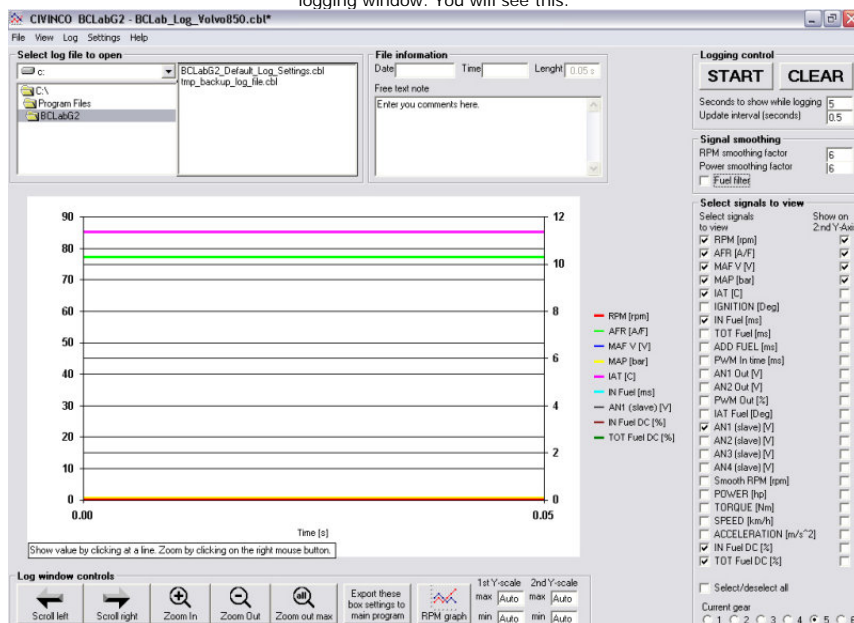 logging window. You will see this.
CIVINCO BCLabG2 - BCLab_Log_Volvo850.cbl*
File View Log Settings Help
Select log file to open
c:
C:\
Program Files
BCLabG2
BCLabG2_Default_Log_Settings.cbl
tmp_backup_log_file.cbl
File information
Date Time Lenght 0.05 s
Free text note
Enter you comments here.
Logging control
START CLEAR
Seconds to show while logging 5
Update interval (seconds) 0.5
Signal smoothing
RPM smoothing factor 6
Power smoothing factor 6
Fuel filter
Select signals to view
Select signals to view
Show on 2:nd Y-Axis
RPM [rpm]
AFR [A/F]
MAF V [V]
MAP [bar]
IAT [C]
IGNITION [Deg]
IN Fuel [ms]
TOT Fuel [ms]
ADD FUEL [ms]
PWM In time [ms]
AN1 Out [V]
AN2 Out [V]
PWM Out [%]
IAT Fuel [Deg]
AN1 (slave) [V]
AN2 (slave) [V]
AN3 (slave) [V]
AN4 (slave) [V]
Smooth RPM [rpm]
POWER [hp]
TORQUE [Nm]
SPEED [km/h]
ACCELERATION [m/s^2]
IN Fuel DC [%]
TOT Fuel DC [%]
Select/deselect all
Current gear
1 2 3 4 5 6
90
80
70
60
50
40
30
20
10
0
12
10
8
6
4
2
0
0.00 0.05
Time [s]
RPM [rpm]
AFR [A/F]
MAF V [V]
MAP [bar]
IAT [C]
IN Fuel [ms]
AN1 (slave) [V]
IN Fuel DC [%]
TOT Fuel DC [%]
Show value by clicking at a line. Zoom by clicking on the right mouse button.
Log window controls
Scroll left
Scroll right
Zoom In
Zoom Out
all
Zoom out max
Export these
box settings to
main program
RPM graph
1st Y-scale 2nd Y-scale
max Auto max Auto
min Auto min Auto